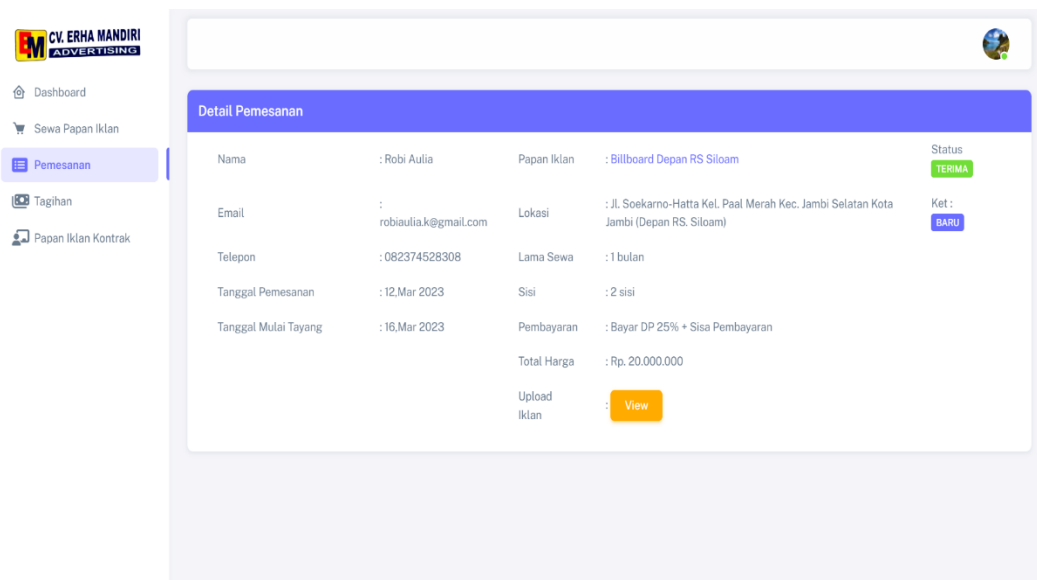 EM CV. ERHA MANDIRI
ADVERTISING
Dashboard
Sewa Papan Iklan
Pemesanan
Tagihan
Papan Iklan Kontrak
Detail Pemesanan
Nama : Robi Aulia Papan Iklan : Billboard Depan RS Siloam Status
TERIMA
Email : robiaulia.k@gmail.com Lokasi : Jl. Soekarno-Hatta Kel. Paal Merah Kec. Jambi Selatan Kota
Jambi (Depan RS. Siloam) Ket :
BARU
Telepon : 082374528308 Lama Sewa : 1 bulan
Tanggal Pemesanan : 12,Mar 2023 Sisi : 2 sisi
Tanggal Mulai Tayang : 16,Mar 2023 Pembayaran : Bayar DP 25% + Sisa Pembayaran
Total Harga : Rp. 20.000.000
Upload
Iklan : View